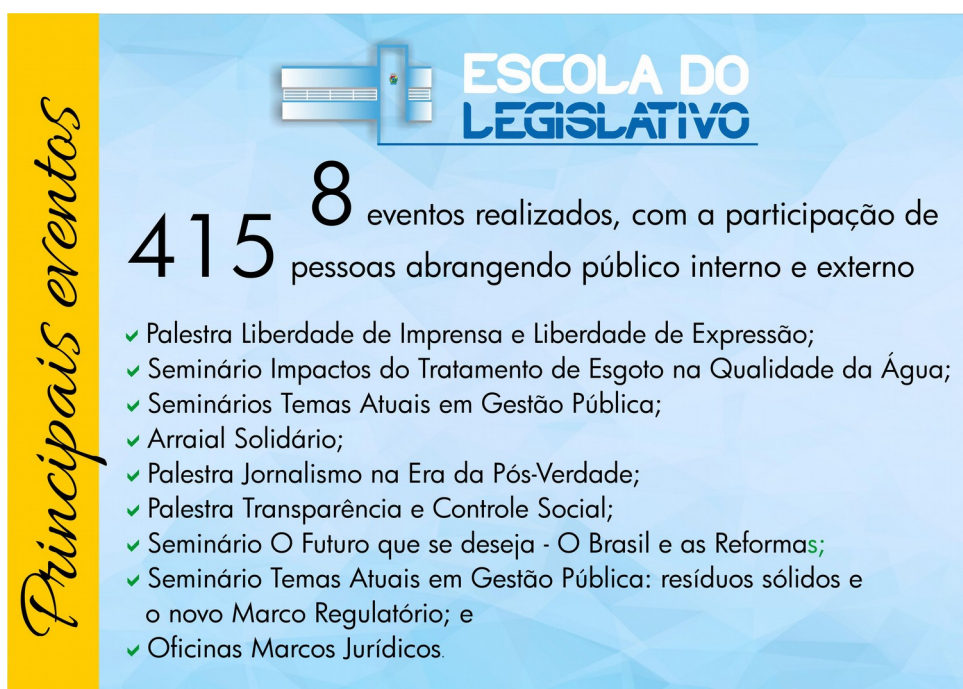 Principais eventos
ESCOLA DO
LEGISLATIVO
8 eventos realizados, com a participação de
415 pessoas abrangendo público interno e externo
Palestra Liberdade de Imprensa e Liberdade de Expressão;
Seminário Impactos do Tratamento de Esgoto na Qualidade da Água;
Seminários Temas Atuais em Gestão Pública;
Arraial Solidário;
Palestra Jornalismo na Era da Pós-Verdade;
Palestra Transparência e Controle Social;
Seminário O Futuro que se deseja - O Brasil e as Reformas;
Seminário Temas Atuais em Gestão Pública: resíduos sólidos e
o novo Marco Regulatório; e
Oficinas Marcos Jurídicos.